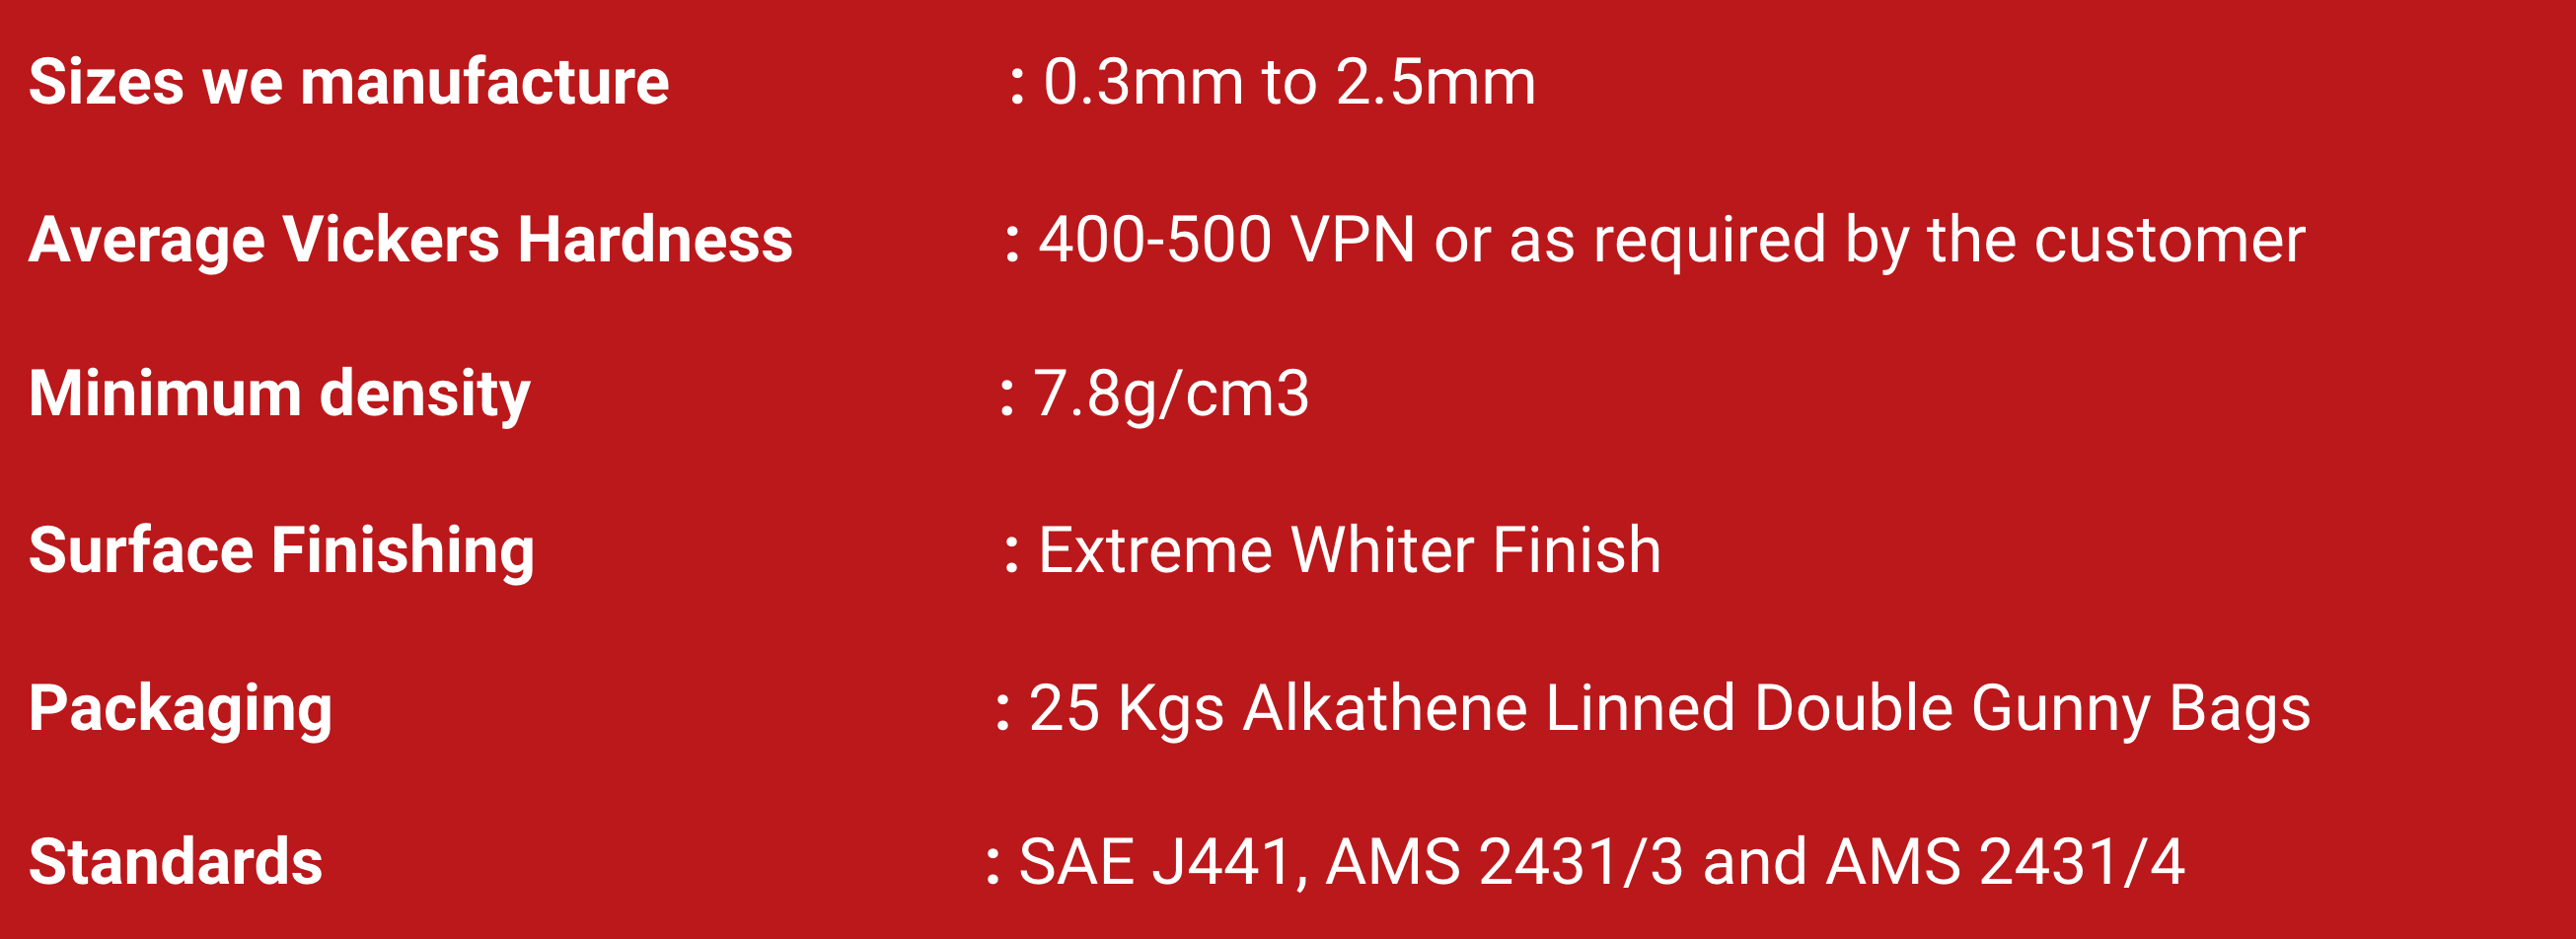 Sizes we manufacture : 0.3mm to 2.5mm
Average Vickers Hardness : 400-500 VPN or as required by the customer
Minimum density : 7.8g/cm3
Surface Finishing : Extreme Whiter Finish
Packaging : 25 Kgs Alkathene Linned Double Gunny Bags
Standards : SAE J441, AMS 2431/3 and AMS 2431/4